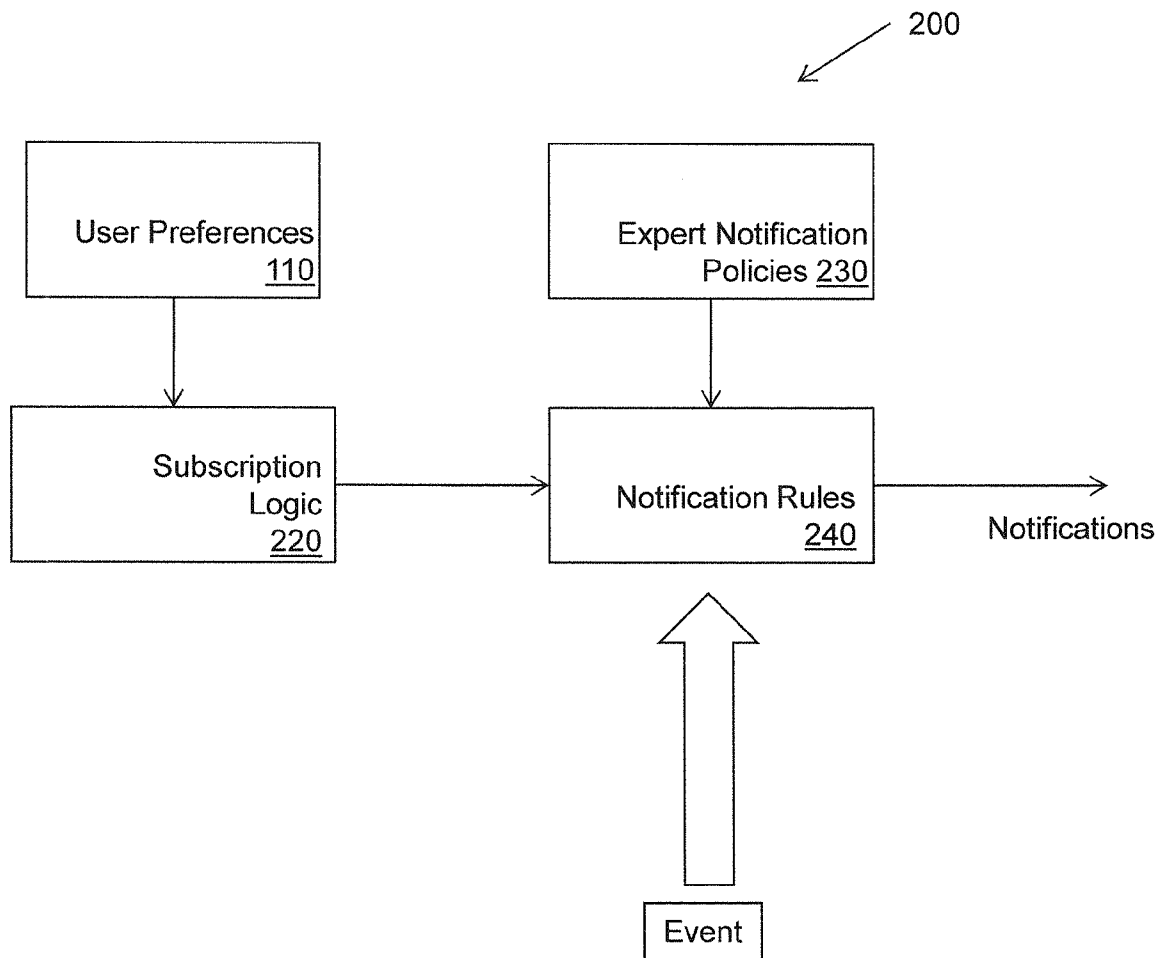 200
User Preferences
110
Expert Notification
Policies 230
Subscription
Logic
220
Notification Rules
240
Notifications
Event